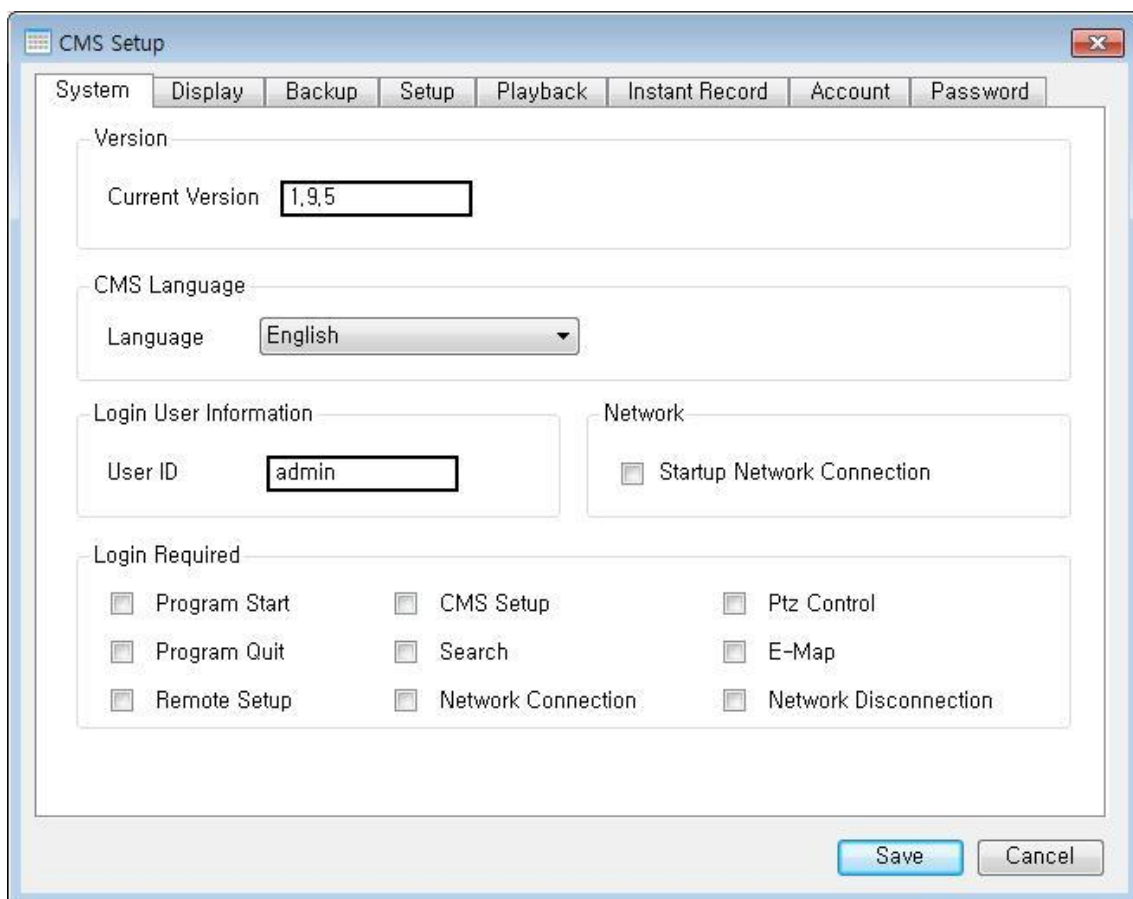 CMS Setup
System Display Backup Setup Playback Instant Record Account Password
Version
Current Version 1,9,5
CMS Language
Language English
Login User Information Network
User ID admin Startup Network Connection
Login Required
Program Start CMS Setup Ptz Control
Program Quit Search E-Map
Remote Setup Network Connection Network Disconnection
Save Cancel